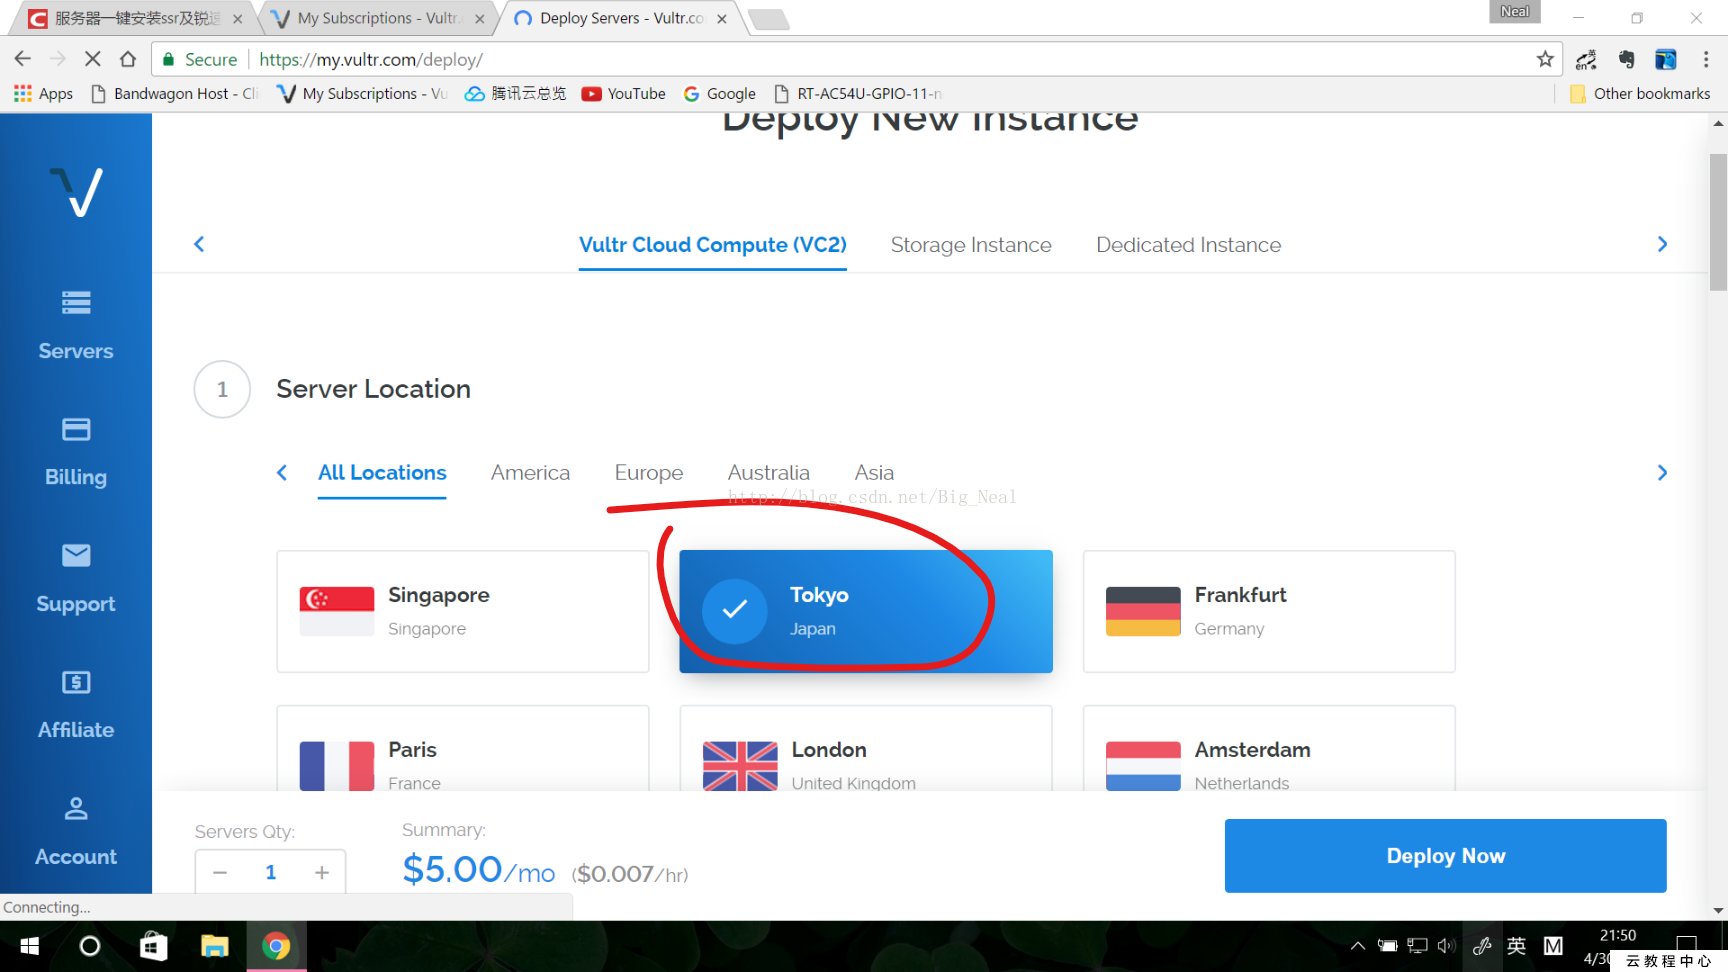 服务器一键安装ssr及锐速
My Subscriptions - Vultr.
Deploy Servers - Vultr.co
Neal
Secure
https://my.vultr.com/deploy/
Apps
Bandwagon Host - Cli
My Subscriptions - Vu
腾讯云总览
YouTube
Google
RT-AC54U-GPIO-11-n
Other bookmarks
Deploy New Instance
Vultr Cloud Compute (VC2)
Storage Instance
Dedicated Instance
Servers
Billing
Support
Affiliate
Account
1
Server Location
All Locations
America
Europe
Australia
Asia
http://blog.csdn.net/Big_Neal
Singapore
Singapore
Tokyo
Japan
Frankfurt
Germany
Paris
France
London
United Kingdom
Amsterdam
Netherlands
Servers Qty:
− 1 +
Summary:
$5.00/mo ($0.007/hr)
Deploy Now
Connecting...
英
M
21:50
4/30
云教程中心